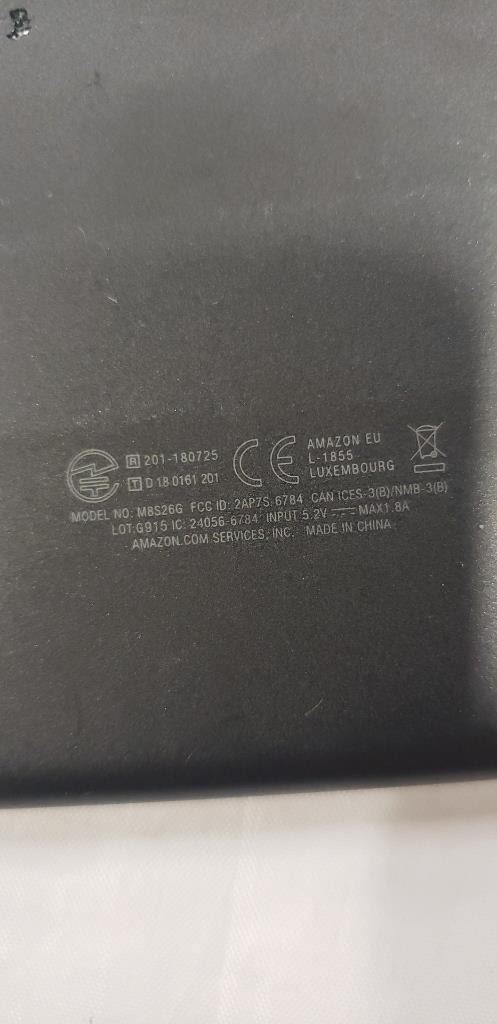 R 201-180725
T D 18 0161 201
CE
AMAZON EU
L-1855
LUXEMBOURG
MODEL NO: M8S26G FCC ID: 2AP7S 6784 CAN ICES-3(B)/NMB-3(B)
LOT:G915 IC: 24056-6784 INPUT 5.2V MAX1.8A
AMAZON.COM SERVICES, INC. MADE IN CHINA